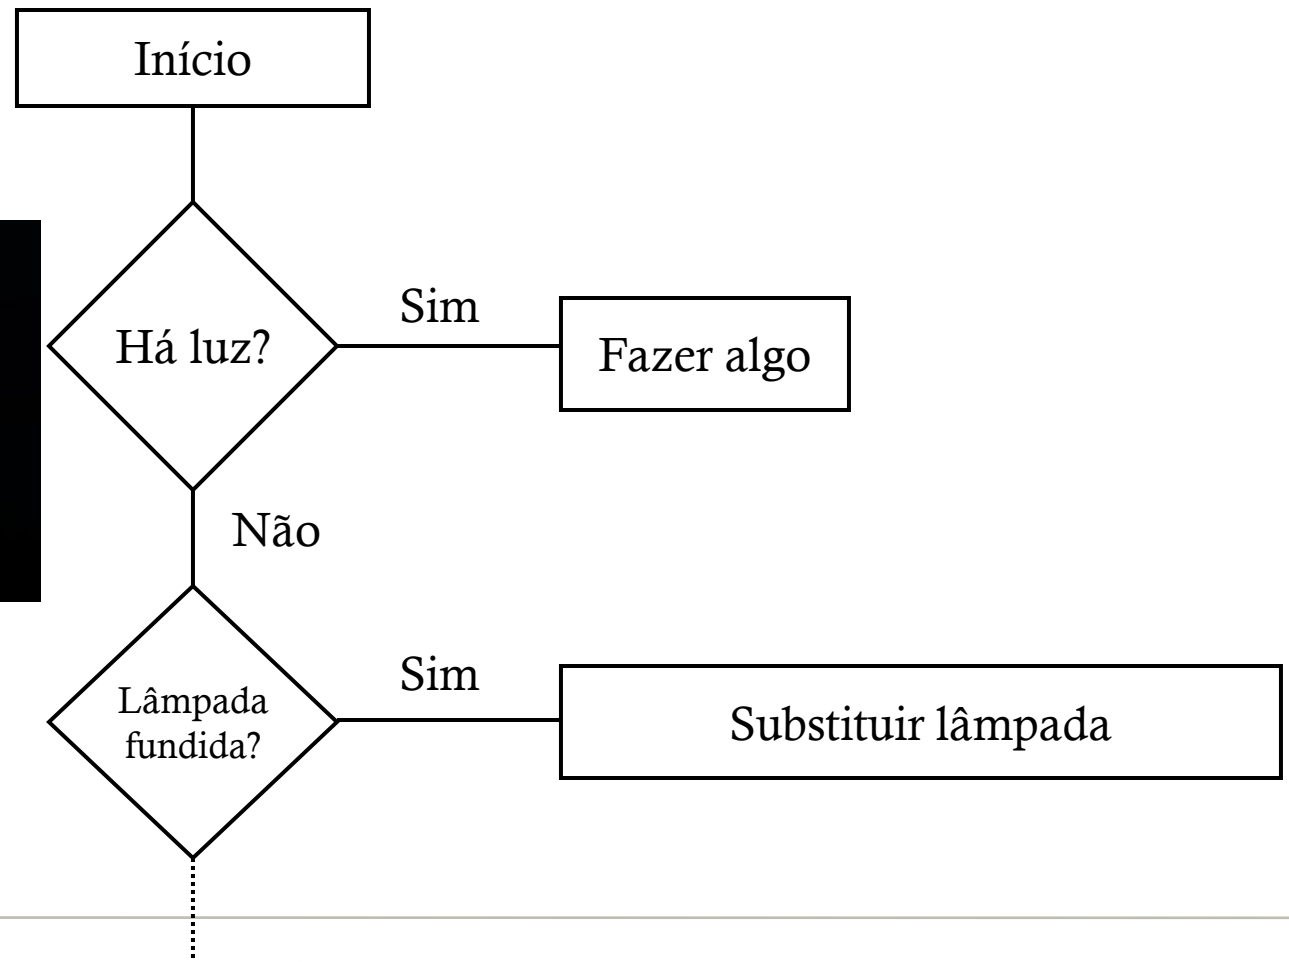 Início
Há luz?
Sim
Fazer algo
Não
Lâmpada
fundida?
Sim
Substituir lâmpada